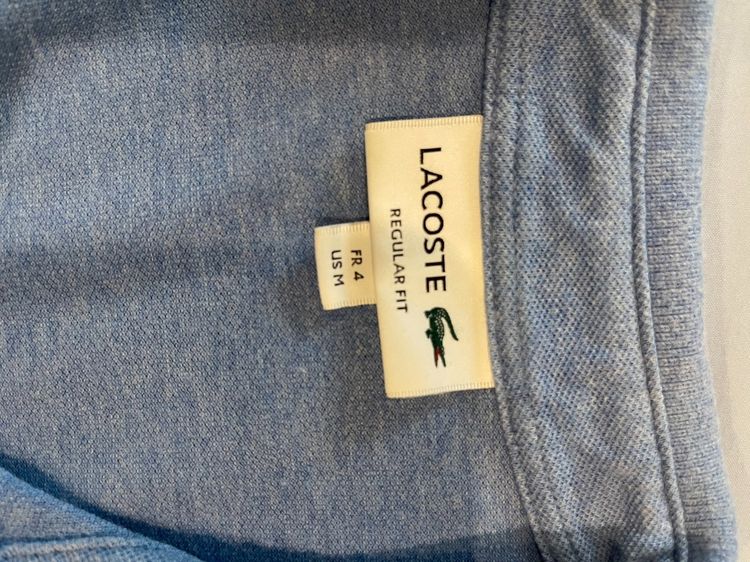 LACOSTE
REGULAR FIT
FR 4
US M